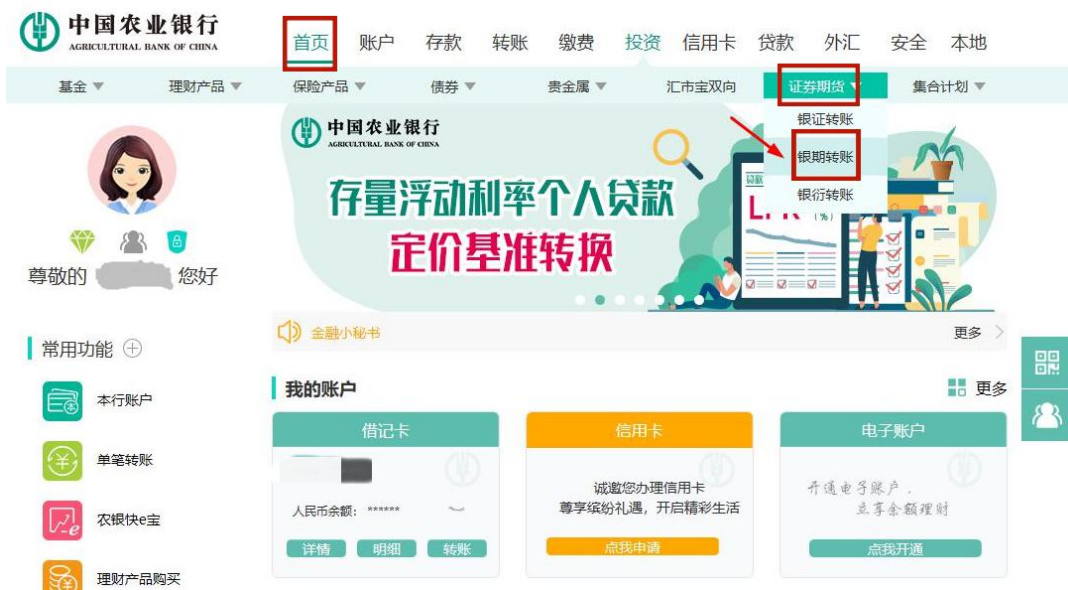 中国农业银行
AGRICULTURAL BANK OF CHINA
首页 账户 存款 转账 缴费 投资 信用卡 贷款 外汇 安全 本地
基金 理财产品 保险产品 债券 贵金属 汇市宝双向 证券期货 集合计划
银证转账
银期转账
银衍转账
中国农业银行
AGRICULTURAL BANK OF CHINA
存量浮动利率个人贷款
定价基准转换
(%)
尊敬的 您好
金融小秘书 更多
常用功能
本行账户
单笔转账
农银快e宝
理财产品购买
我的账户 更多
借记卡
人民币余额: ******
详情 明细 转账
信用卡
诚邀您办理信用卡
尊享缤纷礼遇,开启精彩生活
点我申请
电子账户
开通电子账户,
立享余额理财
点我开通